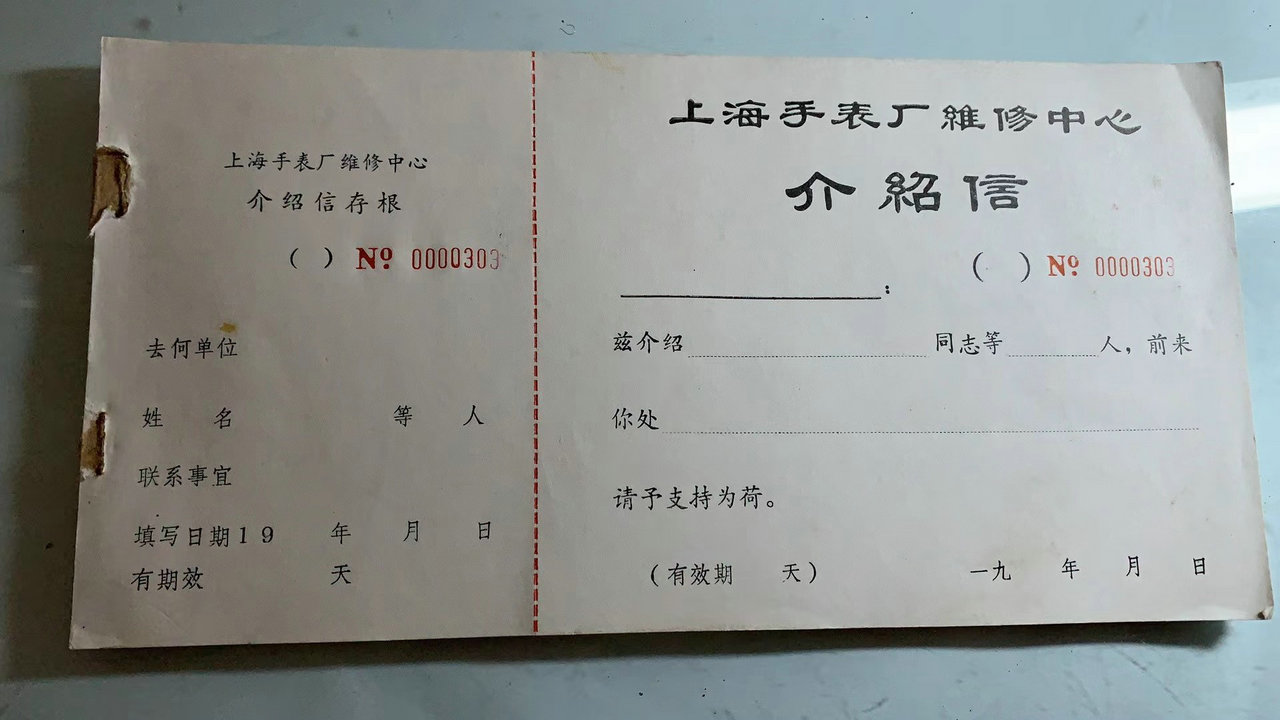 上海手表厂维修中心
介绍信存根
( ) № 0000303
去何单位
姓 名 等 人
联系事宜
填写日期19 年 月 日
有期效 天
上海手表厂維修中心
介紹信
( ) № 0000303
:
兹介绍 同志等 人，前来
你处
请予支持为荷。
(有效期 天) 一九 年 月 日